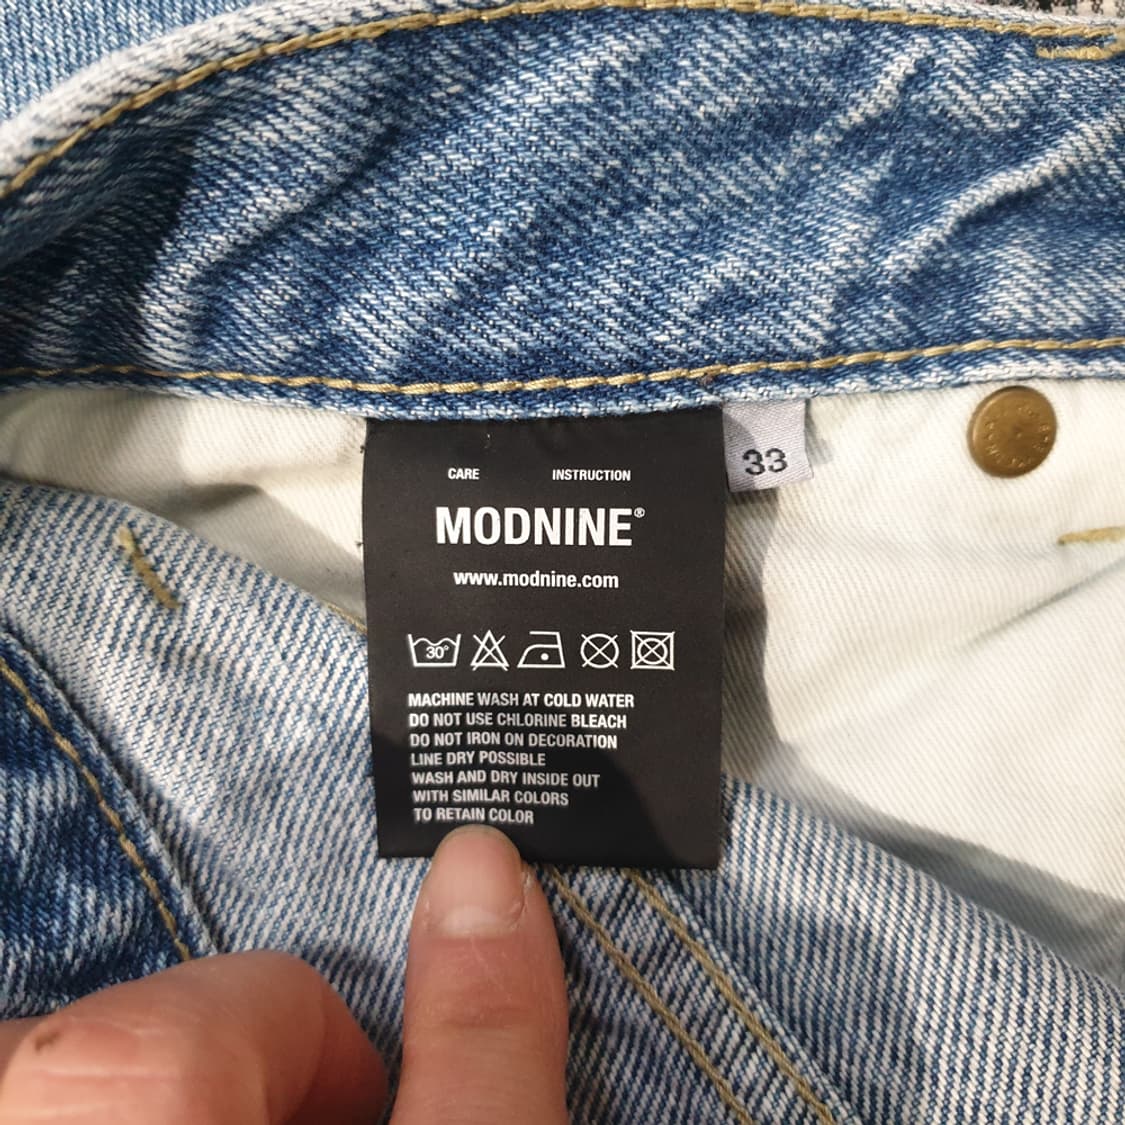 CARE INSTRUCTION
MODNINE®
www.modnine.com
30°
MACHINE WASH AT COLD WATER
DO NOT USE CHLORINE BLEACH
DO NOT IRON ON DECORATION
LINE DRY POSSIBLE
WASH AND DRY INSIDE OUT
WITH SIMILAR COLORS
TO RETAIN COLOR
33